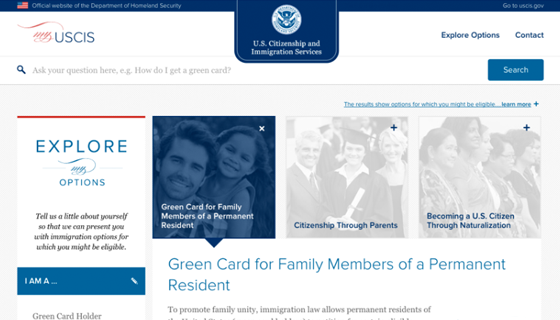 Official website of the Department of Homeland Security
Go to uscis.gov
my USCIS
U.S. Citizenship and
Immigration Services
Explore Options
Contact
Ask your question here, e.g. How do I get a green card?
Search
The results show options for which you might be eligible... learn more +
EXPLORE
my
OPTIONS
Tell us a little about yourself
so that we can present you
with immigration options for
which you might be eligible.
I AM A ...
Green Card Holder
Green Card for Family
Members of a Permanent
Resident
Citizenship Through Parents
Becoming a U.S. Citizen
Through Naturalization
Green Card for Family Members of a Permanent
Resident
To promote family unity, immigration law allows permanent residents of